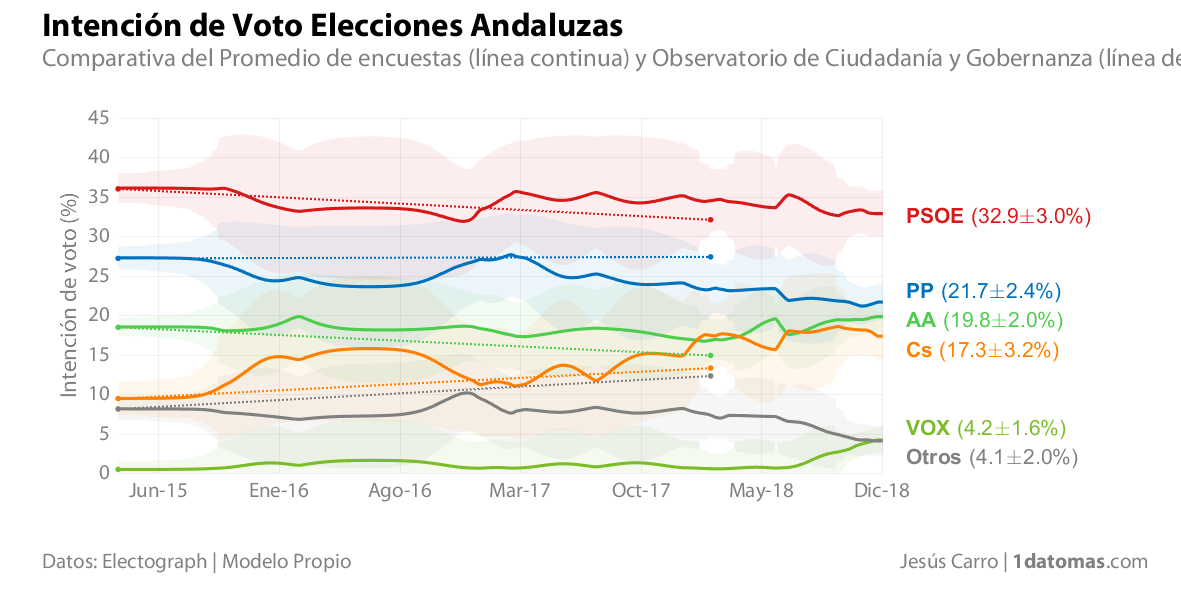 Intención de Voto Elecciones Andaluzas
Comparativa del Promedio de encuestas (línea continua) y Observatorio de Ciudadanía y Gobernanza (línea de
Intención de voto (%)
45
40
35
30
25
20
15
10
5
0
Jun-15 Ene-16 Ago-16 Mar-17 Oct-17 May-18 Dic-18
PSOE (32.9±3.0%)
PP (21.7±2.4%)
AA (19.8±2.0%)
Cs (17.3±3.2%)
VOX (4.2±1.6%)
Otros (4.1±2.0%)
Datos: Electograph | Modelo Propio
Jesús Carro | 1datomas.com